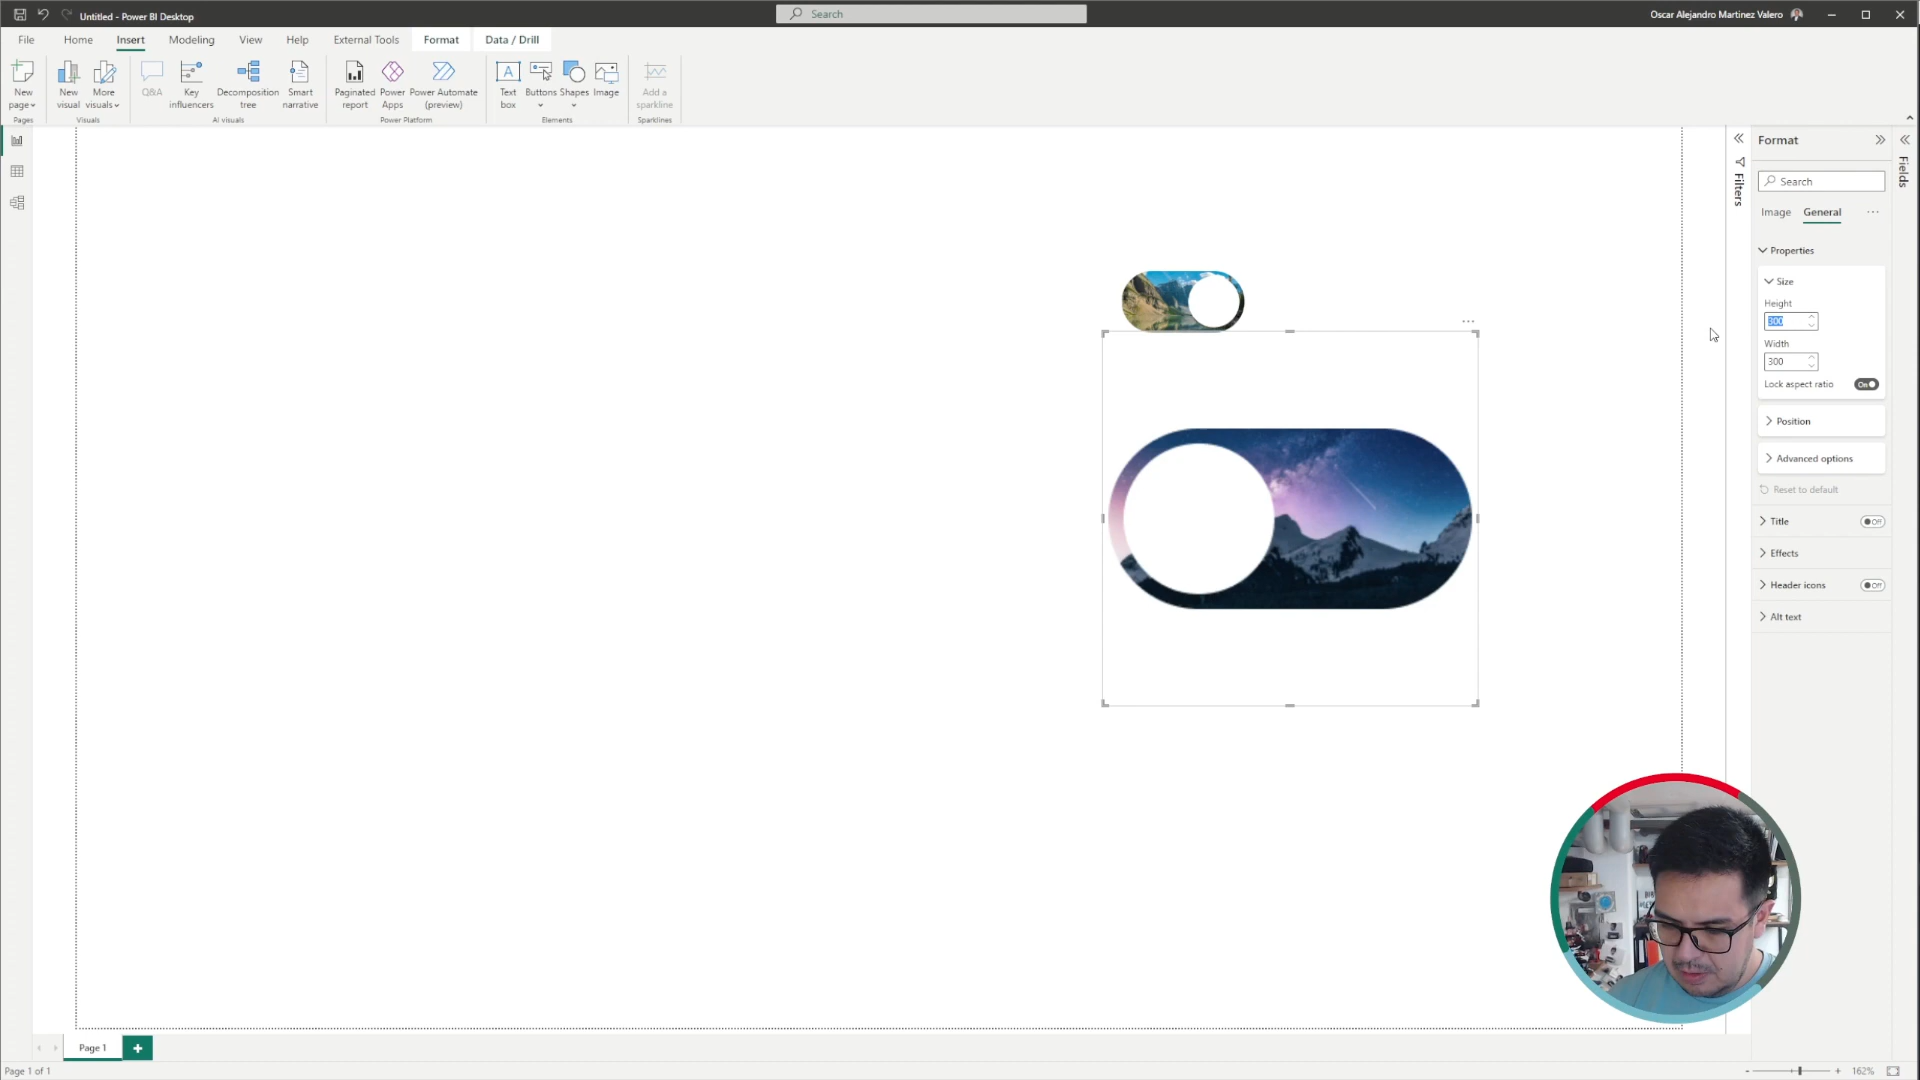 Untitled - Power BI Desktop
Search
Oscar Alejandro Martinez Valero
File
Home
Insert
Modeling
View
Help
External Tools
Format
Data / Drill
New page
New visual
More visuals
Q&A
Key influencers
Decomposition tree
Smart narrative
Paginated report
Power Apps
Power Automate (preview)
Text box
Buttons
Shapes
Image
Add a sparkline
Pages
Visuals
AI visuals
Power Platform
Elements
Sparklines
Filters
Format
Fields
Search
Image
General
Properties
Size
Height
300
Width
300
Lock aspect ratio
On
Position
Advanced options
Reset to default
Title
Off
Effects
Header icons
Off
Alt text
Page 1
Page 1 of 1
162%